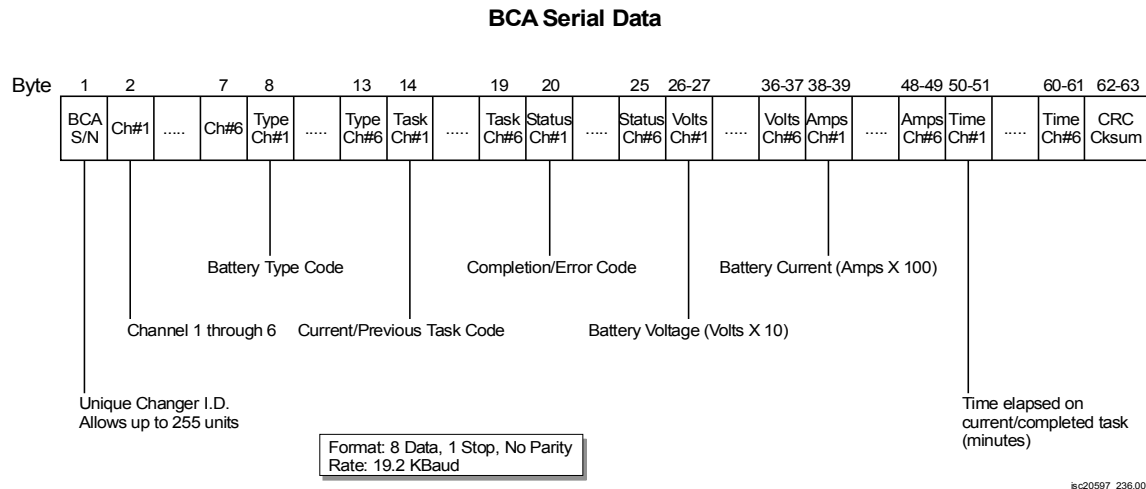 BCA Serial Data
Byte 1 2 7 8 13 14 19 20 25 26-27 36-37 38-39 48-49 50-51 60-61 62-63
BCA Ch#1 ..... Ch#6 Type ..... Type Task ..... Task Status ..... Status Volts ..... Volts Amps ..... Amps Time ..... Time CRC
S/N Ch#1 Ch#6 Ch#1 Ch#6 Ch#1 Ch#6 Ch#1 Ch#6 Ch#1 Ch#6 Ch#1 Ch#6 Cksum
Battery Type Code Completion/Error Code Battery Current (Amps X 100)
Channel 1 through 6 Current/Previous Task Code Battery Voltage (Volts X 10)
Unique Changer I.D.
Allows up to 255 units
Time elapsed on
current/completed task
(minutes)
Format: 8 Data, 1 Stop, No Parity
Rate: 19.2 KBaud
isc20597_236.00